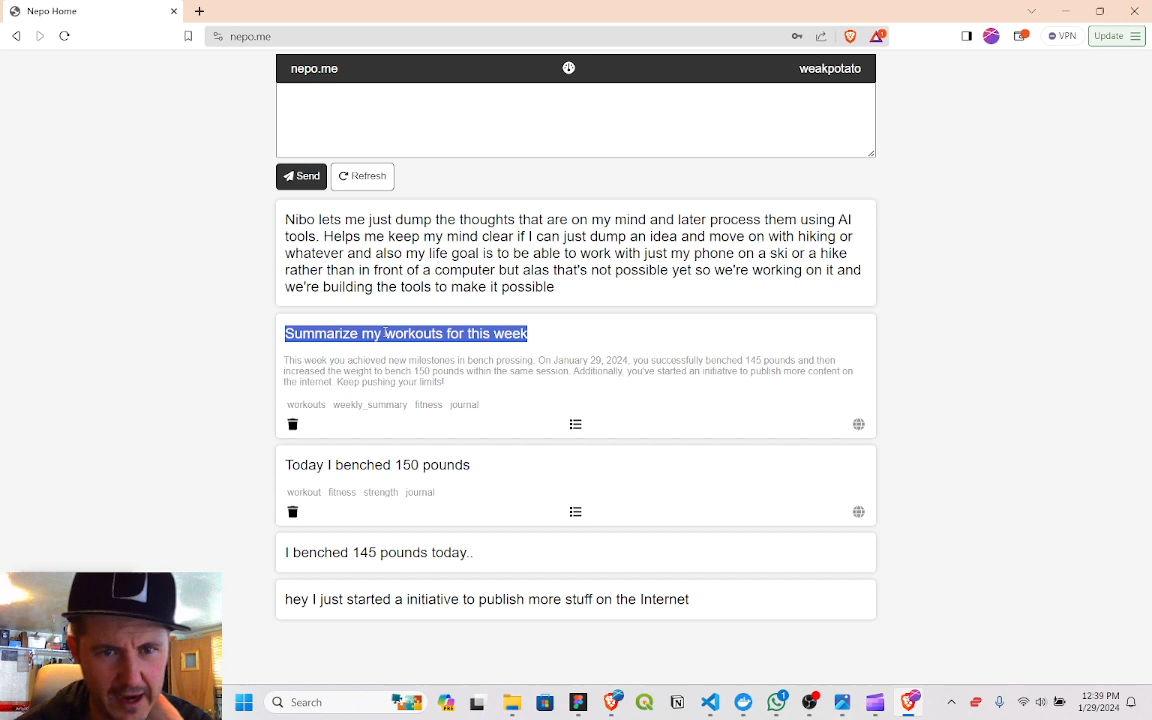 Nepo Home
nepo.me
VPN
Update
nepo.me
weakpotato
Send
Refresh
Nibo lets me just dump the thoughts that are on my mind and later process them using AI
tools. Helps me keep my mind clear if I can just dump an idea and move on with hiking or
whatever and also my life goal is to be able to work with just my phone on a ski or a hike
rather than in front of a computer but alas that's not possible yet so we're working on it and
we're building the tools to make it possible
Summarize my workouts for this week
This week you achieved new milestones in bench pressing. On January 29, 2024, you successfully benched 145 pounds and then
increased the weight to bench 150 pounds within the same session. Additionally, you've started an initiative to publish more content on
the internet. Keep pushing your limits!
workouts weekly_summary fitness journal
Today I benched 150 pounds
workout fitness strength journal
I benched 145 pounds today..
hey I just started a initiative to publish more stuff on the Internet
Search
1
12:39 PM
1/29/2024